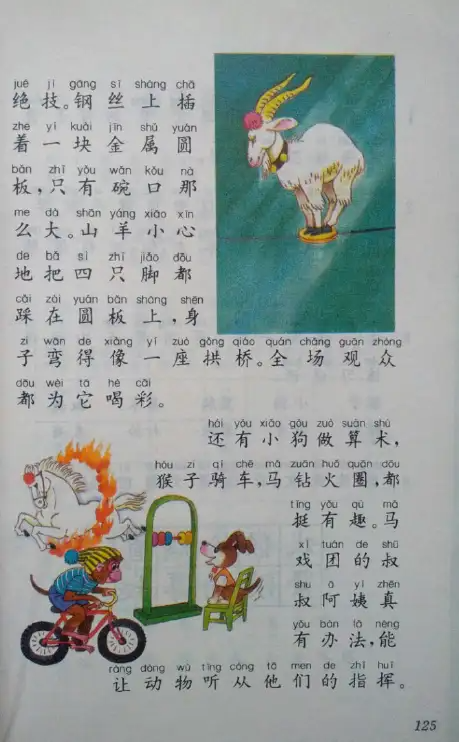 jué jì gāng sī shàng chā
绝技。钢丝上插
zhe yí kuài jīn shǔ yuán
着一块金属圆
bǎn zhǐ yǒu wǎn kǒu nà
板,只有碗口那
me dà shān yáng xiǎo xīn
么大。山羊小心
de bǎ sì zhī jiǎo dōu
地把四只脚都
cǎi zài yuán bǎn shàng shēn
踩在圆板上,身
zi wān de xiàng yí zuò gǒng qiáo quán chǎng guān zhòng
子弯得像一座拱桥。全场观众
dōu wèi tā hè cǎi
都为它喝彩。
hái yǒu xiǎo gǒu zuò suàn shù
还有小狗做算术,
hóu zi qí chē mǎ zuān huǒ quān dōu
猴子骑车,马钻火圈,都
tǐng yǒu qù mǎ
挺有趣。马
xì tuán de shū
戏团的叔
shu ā yí zhēn
叔阿姨真
yǒu bàn fǎ néng
有办法,能
ràng dòng wù tīng cóng tā men de zhǐ huī
让动物听从他们的指挥。
125